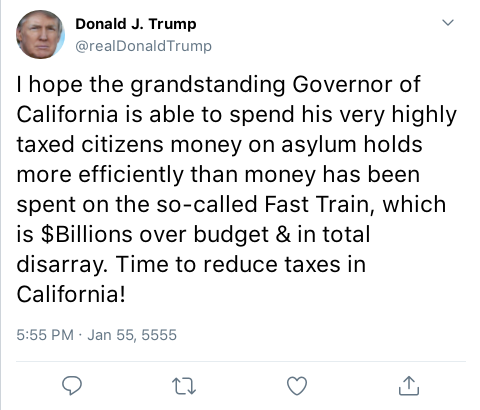 Donald J. Trump
@realDonaldTrump
I hope the grandstanding Governor of
California is able to spend his very highly
taxed citizens money on asylum holds
more efficiently than money has been
spent on the so-called Fast Train, which
is $Billions over budget & in total
disarray. Time to reduce taxes in
California!
5:55 PM · Jan 55, 5555